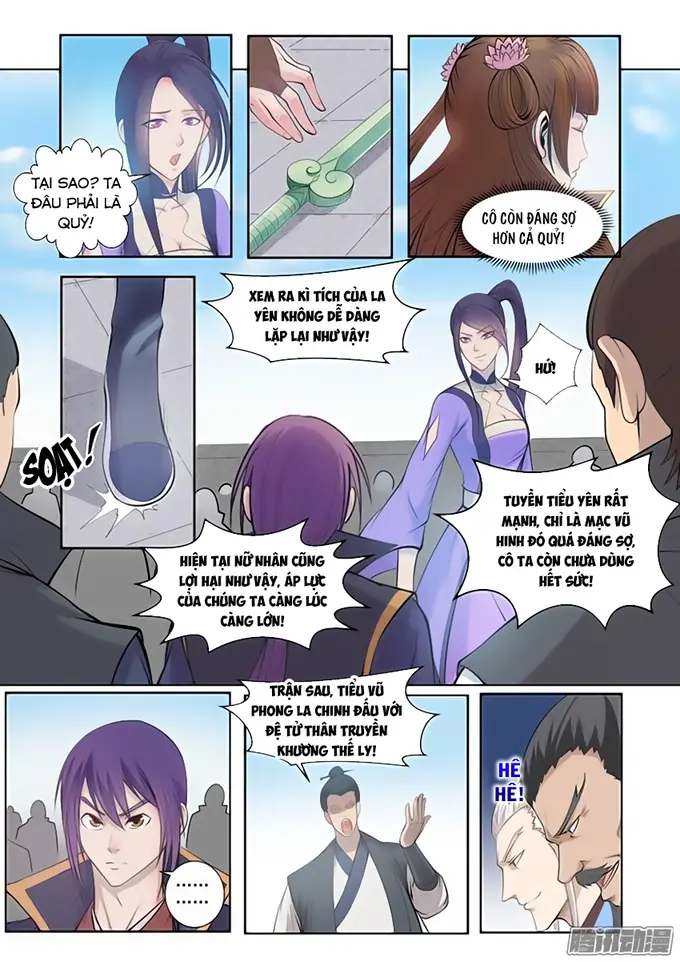 TẠI SAO? TA
ĐÂU PHẢI LÀ
QUỶ!
CÔ CÒN ĐÁNG SỢ
HƠN CẢ QUỶ!
XEM RA KÌ TÍCH CỦA LA
YÊN KHÔNG DỄ DÀNG
LẶP LẠI NHƯ VẬY!
HỨ!
SOẠT!
TUYỀN TIỂU YÊN RẤT
MẠNH, CHỈ LÀ MẠC VŨ
HINH ĐÓ QUÁ ĐÁNG SỢ,
CÔ TA CÒN CHƯA DÙNG
HẾT SỨC!
HIỆN TẠI NỮ NHÂN CŨNG
LỢI HẠI NHƯ VẬY, ÁP LỰC
CỦA CHÚNG TA CÀNG LÚC
CÀNG LỚN!
TRẬN SAU, TIỂU VŨ
PHONG LA CHINH ĐẤU VỚI
ĐỆ TỬ THÂN TRUYỀN
KHƯƠNG THẾ LY!
......
......
HÊ
HÊ!
腾讯动漫